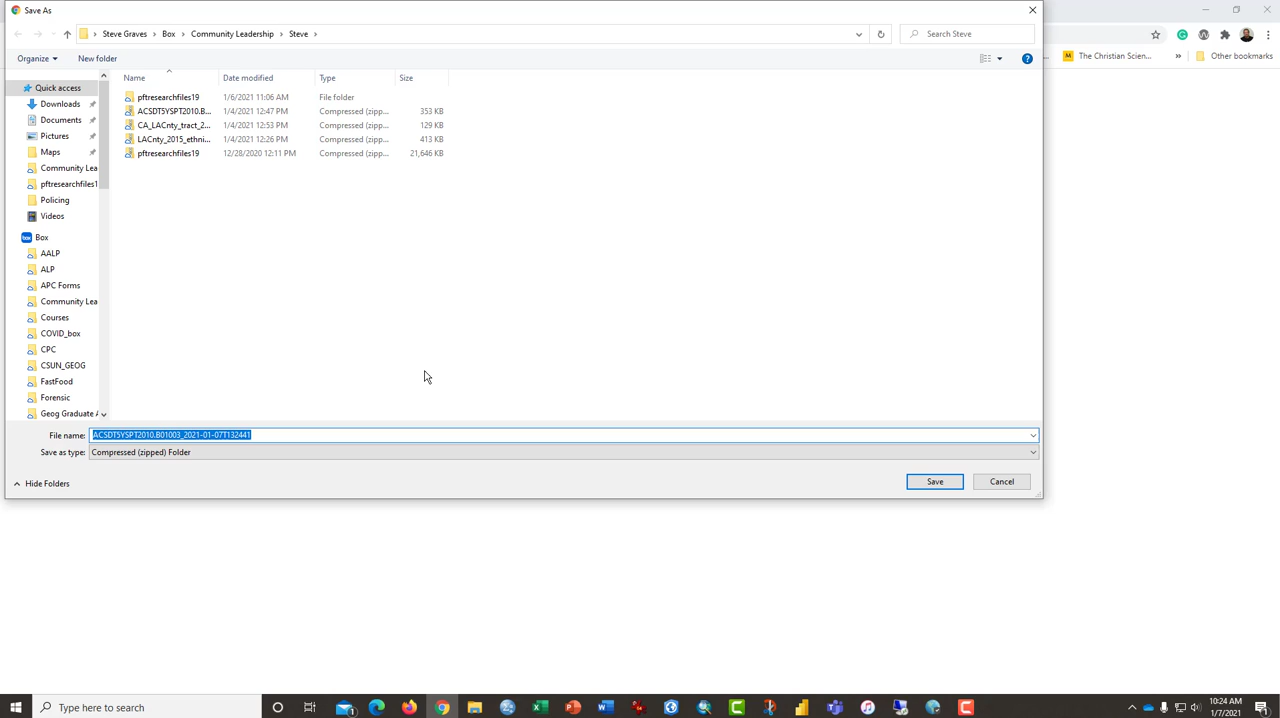 Save As
Steve Graves > Box > Community Leadership > Steve >
Search Steve
Organize
New folder
Name
Date modified
Type
Size
Quick access
Downloads
Documents
Pictures
Maps
Community Lea
pftresearchfiles1
Policing
Videos
Box
AALP
ALP
APC Forms
Community Lea
Courses
COVID_box
CPC
CSUN_GEOG
FastFood
Forensic
Geog Graduate A
pftresearchfiles19 1/6/2021 11:06 AM File folder
ACSDT5YSPT2010.B... 1/4/2021 12:47 PM Compressed (zipp... 353 KB
CA_LACnty_tract_2... 1/4/2021 12:53 PM Compressed (zipp... 129 KB
LACnty_2015_ethni... 1/4/2021 12:26 PM Compressed (zipp... 413 KB
pftresearchfiles19 12/28/2020 12:11 PM Compressed (zipp... 21,646 KB
File name: ACSDT5YSPT2010.B01003_2021-01-07T132441
Save as type: Compressed (zipped) Folder
Hide Folders
Save
Cancel
The Christian Scien...
»
Other bookmarks
Type here to search
10:24 AM
1/7/2021